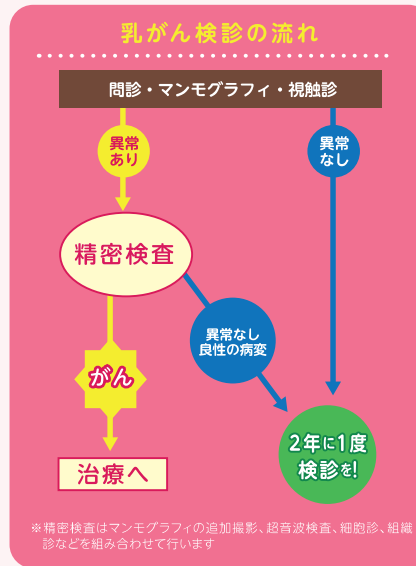 乳がん検診の流れ
問診・マンモグラフィ・視触診
異常
あり
異常
なし
精密検査
異常なし
良性の病変
がん
2年に1度
検診を!
治療へ
※精密検査はマンモグラフィの追加撮影、超音波検査、細胞診、組織
診などを組み合わせて行います